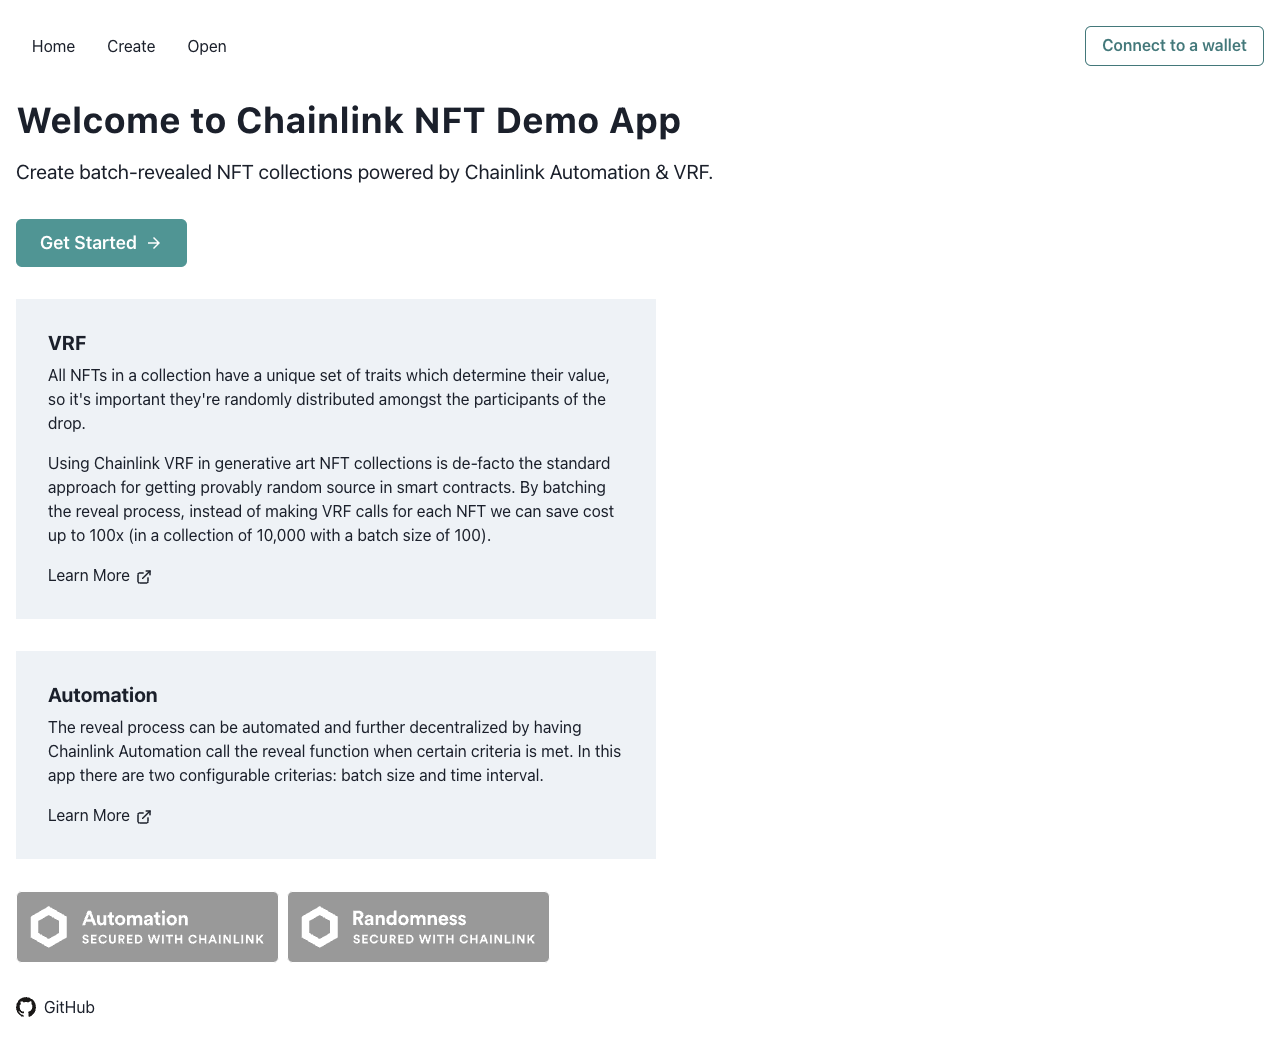 Home Create Open Connect to a wallet
Welcome to Chainlink NFT Demo App
Create batch-revealed NFT collections powered by Chainlink Automation & VRF.
Get Started
VRF
All NFTs in a collection have a unique set of traits which determine their value,
so it's important they're randomly distributed amongst the participants of the
drop.
Using Chainlink VRF in generative art NFT collections is de-facto the standard
approach for getting provably random source in smart contracts. By batching
the reveal process, instead of making VRF calls for each NFT we can save cost
up to 100x (in a collection of 10,000 with a batch size of 100).
Learn More
Automation
The reveal process can be automated and further decentralized by having
Chainlink Automation call the reveal function when certain criteria is met. In this
app there are two configurable criterias: batch size and time interval.
Learn More
Automation
SECURED WITH CHAINLINK
Randomness
SECURED WITH CHAINLINK
GitHub